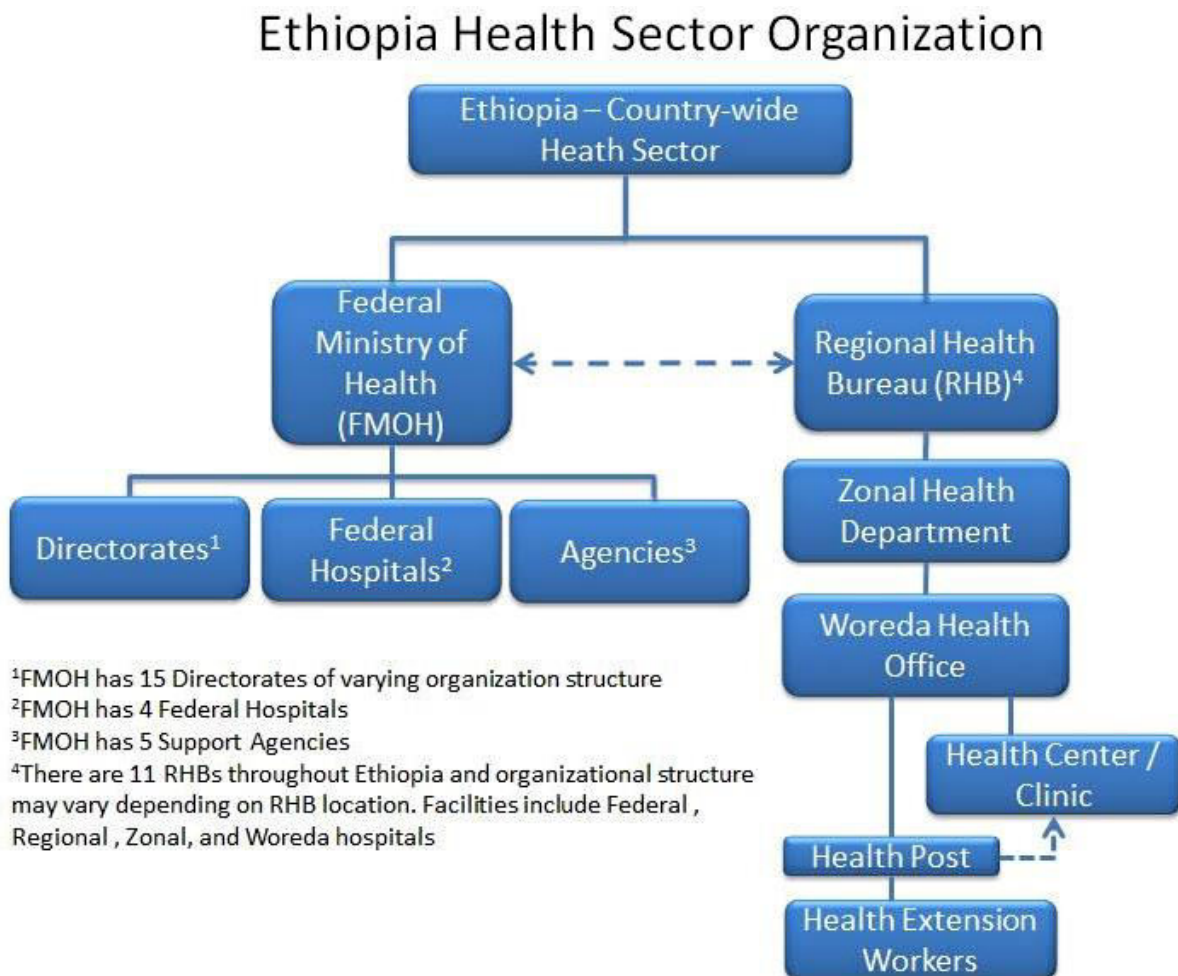 Ethiopia Health Sector Organization
Ethiopia – Country-wide
Heath Sector
Federal
Ministry of
Health
(FMOH)
Regional Health
Bureau (RHB)⁴
Directorates¹
Federal
Hospitals²
Agencies³
Zonal Health
Department
Woreda Health
Office
Health Center /
Clinic
Health Post
Health Extension
Workers
¹FMOH has 15 Directorates of varying organization structure
²FMOH has 4 Federal Hospitals
³FMOH has 5 Support Agencies
⁴There are 11 RHBs throughout Ethiopia and organizational structure
may vary depending on RHB location. Facilities include Federal ,
Regional , Zonal, and Woreda hospitals